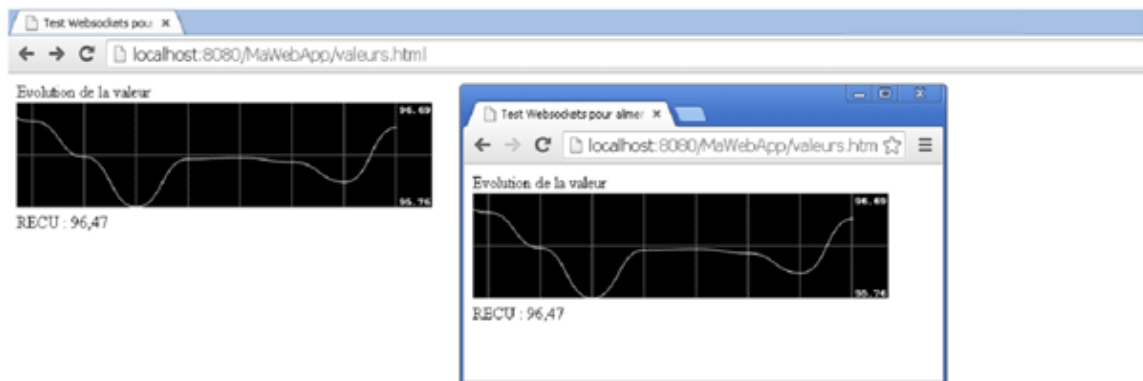 Test Websockets pou
localhost:8080/MaWebApp/valeurs.html
Evolution de la valeur
96.69
95.76
RECU : 96,47
Test Websockets pour alimer
localhost:8080/MaWebApp/valeurs.htm
Evolution de la valeur
96.69
95.76
RECU : 96,47